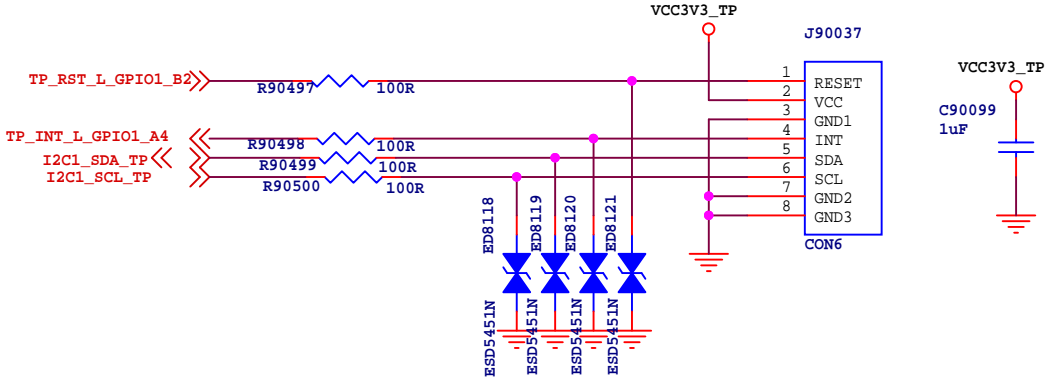 VCC3V3_TP
J90037
TP_RST_L_GPIO1_B2
R90497
100R
1
RESET
2
VCC
3
GND1
TP_INT_L_GPIO1_A4
R90498
100R
4
INT
I2C1_SDA_TP
R90499
100R
5
SDA
I2C1_SCL_TP
R90500
100R
6
SCL
7
GND2
8
GND3
CON6
VCC3V3_TP
C90099
1uF
ED8118
ED8119
ED8120
ED8121
ESD5451N
ESD5451N
ESD5451N
ESD5451N